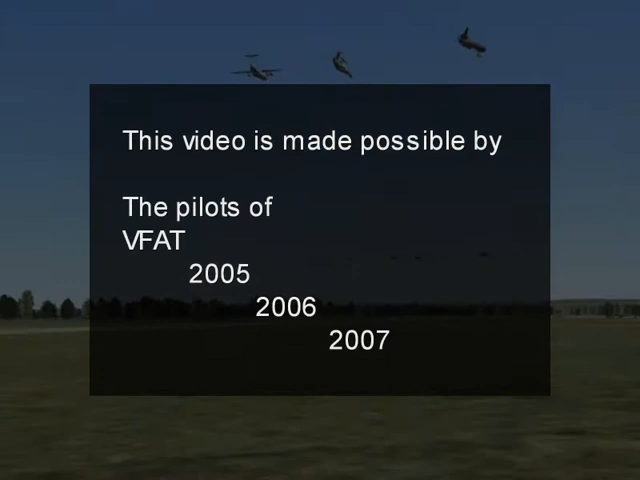 This video is made possible by
The pilots of
VFAT
2005
2006
2007